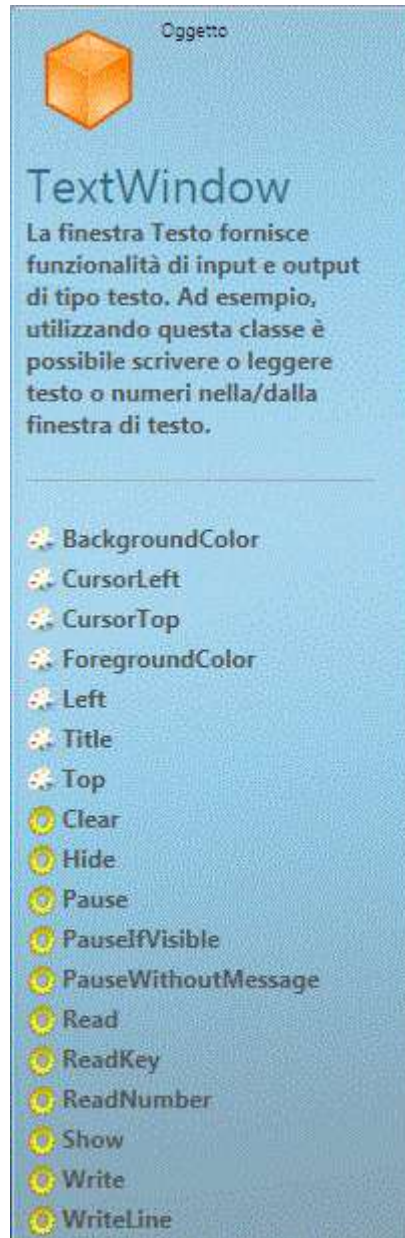 Oggetto
TextWindow
La finestra Testo fornisce
funzionalità di input e output
di tipo testo. Ad esempio,
utilizzando questa classe è
possibile scrivere o leggere
testo o numeri nella/dalla
finestra di testo.
BackgroundColor
CursorLeft
CursorTop
ForegroundColor
Left
Title
Top
Clear
Hide
Pause
PauseIfVisible
PauseWithoutMessage
Read
ReadKey
ReadNumber
Show
Write
WriteLine